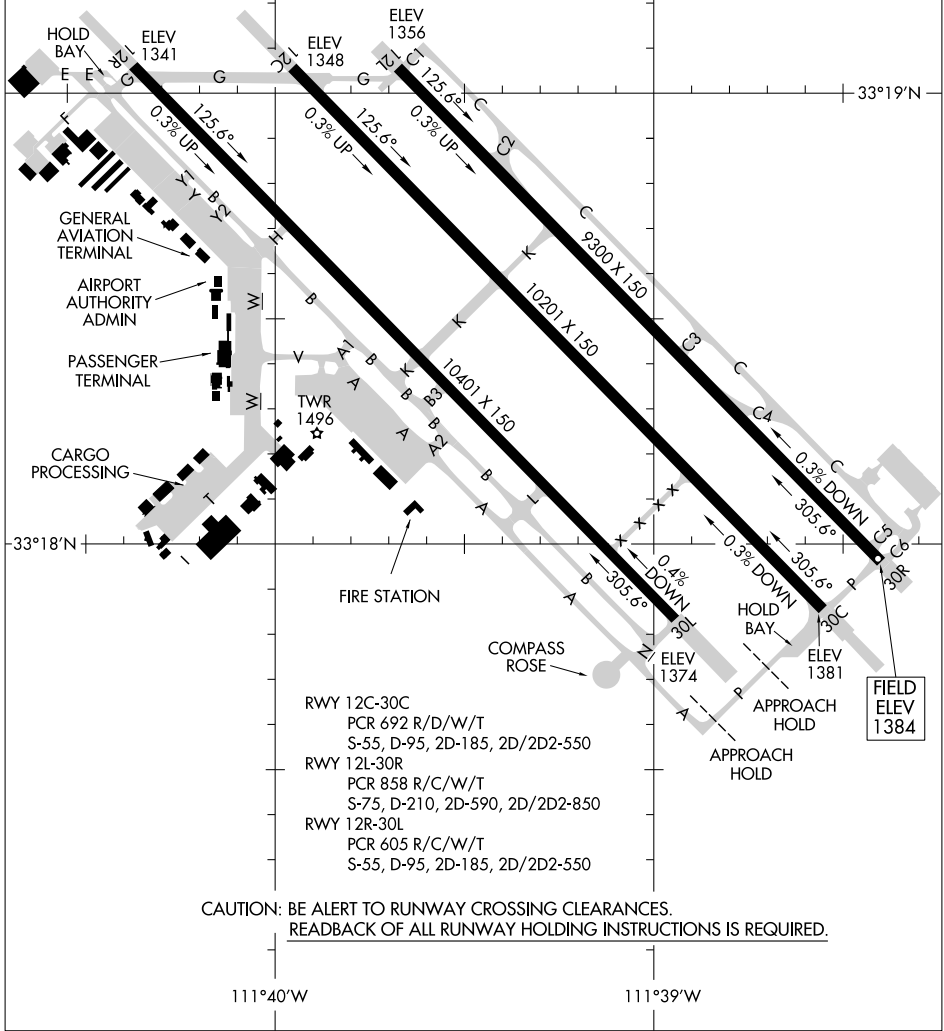 HOLD
BAY
ELEV
1341
ELEV
1348
ELEV
1356
12R
12C
12L
C1
E
E
G
G
G
F
33°19'N
125.6°
0.3% UP
125.6°
0.3% UP
125.6°
0.3% UP
C
C2
C
Y1
Y
B
Y2
H
GENERAL
AVIATION
TERMINAL
AIRPORT
AUTHORITY
ADMIN
PASSENGER
TERMINAL
W
B
K
K
K
9300 X 150
10201 X 150
10401 X 150
C3
C
C4
C
V
A1
B
A
B
B3
B
W
TWR
1496
A
A2
B
L
A
CARGO
PROCESSING
T
I
33°18'N
FIRE STATION
X
X
X
X
0.3% DOWN
305.6°
C5
C6
30R
P
0.3% DOWN
305.6°
30C
0.4%
DOWN
305.6°
30L
B
A
N
COMPASS
ROSE
ELEV
1374
HOLD
BAY
ELEV
1381
FIELD
ELEV
1384
A
P
APPROACH
HOLD
APPROACH
HOLD
RWY 12C-30C
PCR 692 R/D/W/T
S-55, D-95, 2D-185, 2D/2D2-550
RWY 12L-30R
PCR 858 R/C/W/T
S-75, D-210, 2D-590, 2D/2D2-850
RWY 12R-30L
PCR 605 R/C/W/T
S-55, D-95, 2D-185, 2D/2D2-550
CAUTION: BE ALERT TO RUNWAY CROSSING CLEARANCES.
READBACK OF ALL RUNWAY HOLDING INSTRUCTIONS IS REQUIRED.
111°40'W
111°39'W